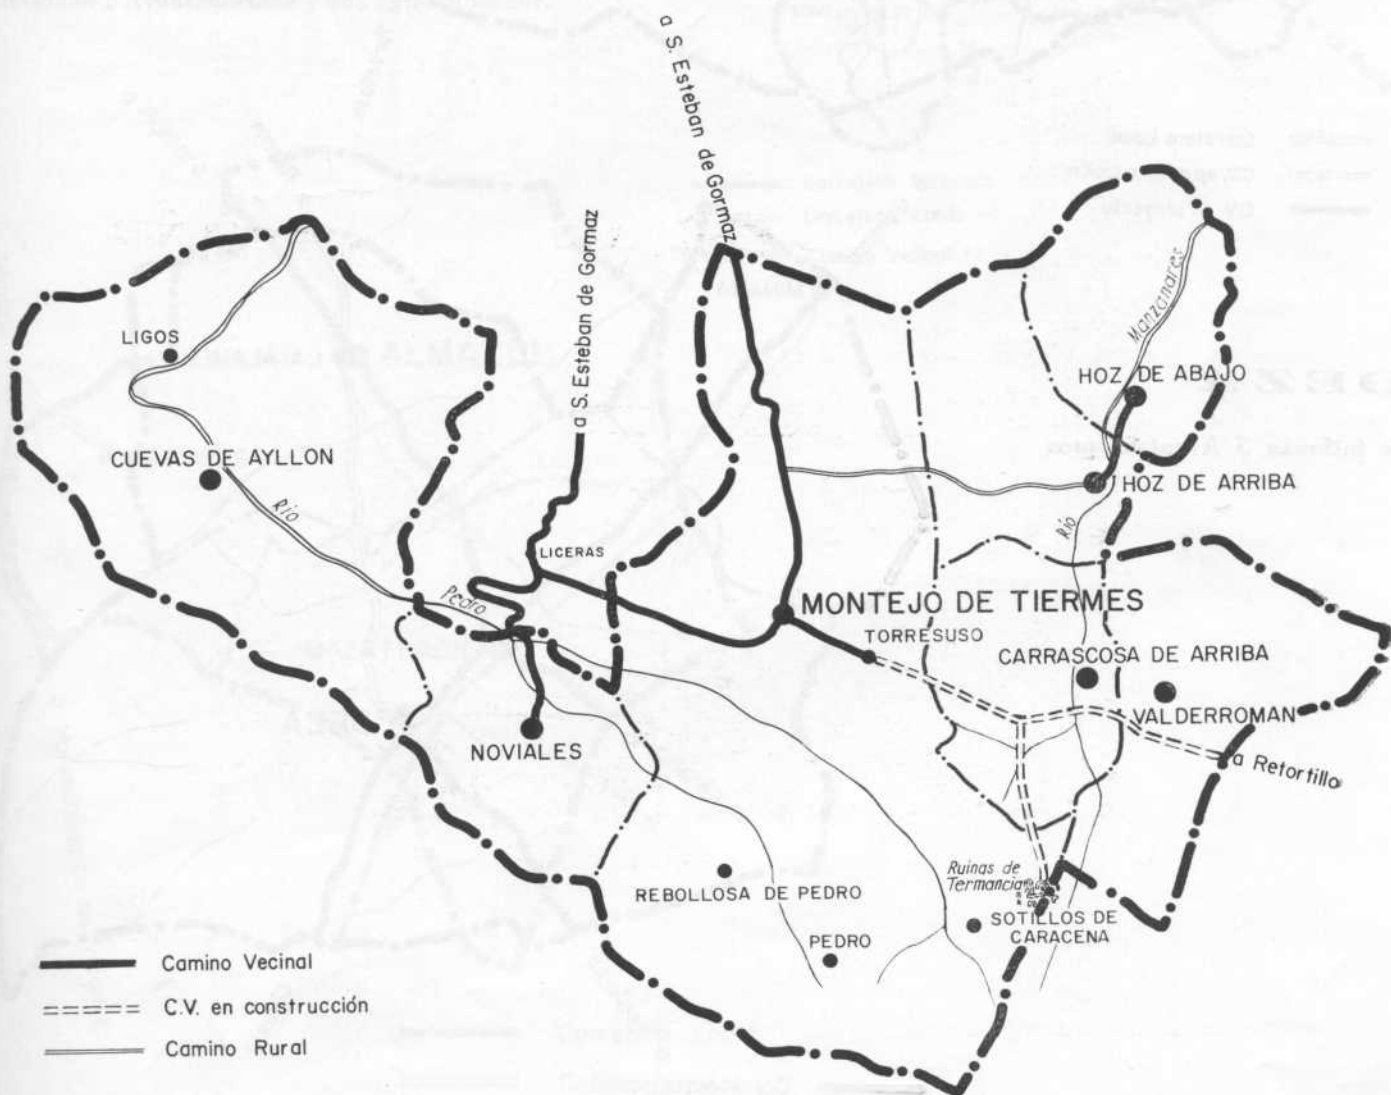 a S. Esteban de Gormaz
a S. Esteban de Gormaz
LIGOS
CUEVAS DE AYLLON
Río
Pedro
LICERAS
Manzanares
HOZ DE ABAJO
HOZ DE ARRIBA
Río
MONTEJO DE TIERMES
TORRESUSO
CARRASCOSA DE ARRIBA
VALDERROMAN
a Retortillo
NOVIALES
REBOLLOSA DE PEDRO
PEDRO
Ruinas de
Termancia
SOTILLOS DE
CARACENA
Camino Vecinal
C.V. en construcción
Camino Rural